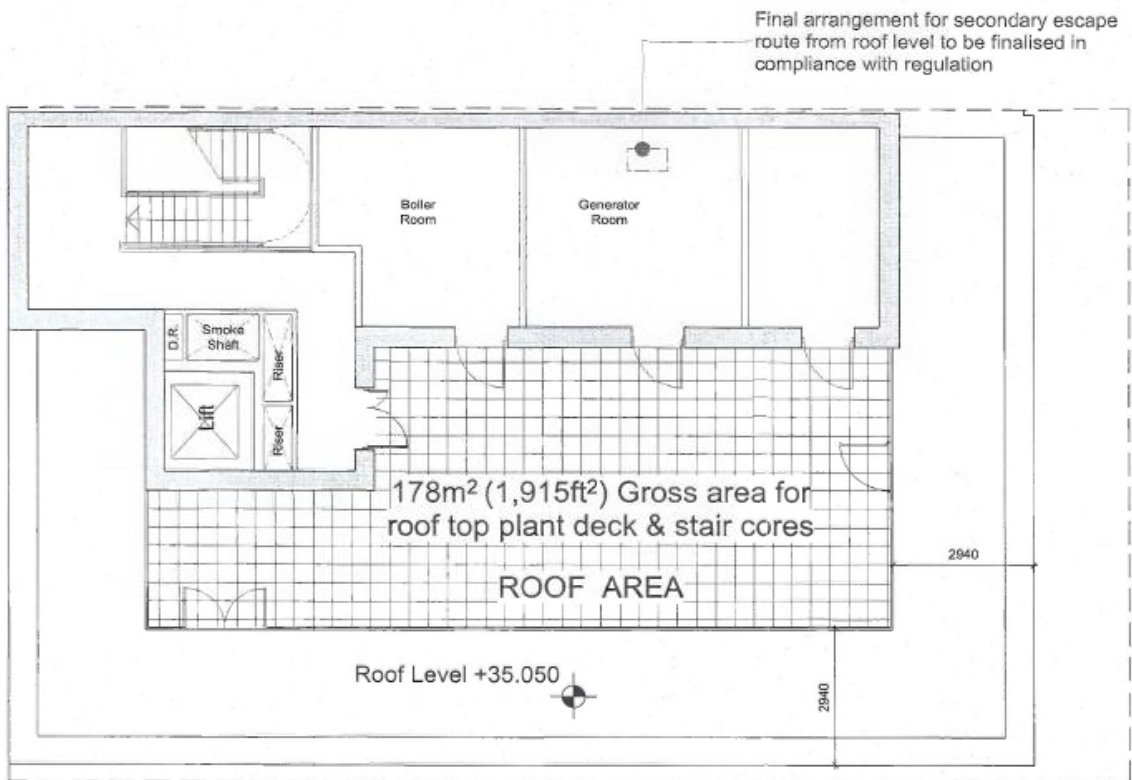 Final arrangement for secondary escape
route from roof level to be finalised in
compliance with regulation
Boiler
Room
Generator
Room
D.R.
Smoke
Shaft
Riser
Lift
Riser
178m² (1,915ft²) Gross area for
roof top plant deck & stair cores
2940
ROOF AREA
Roof Level +35.050
2940